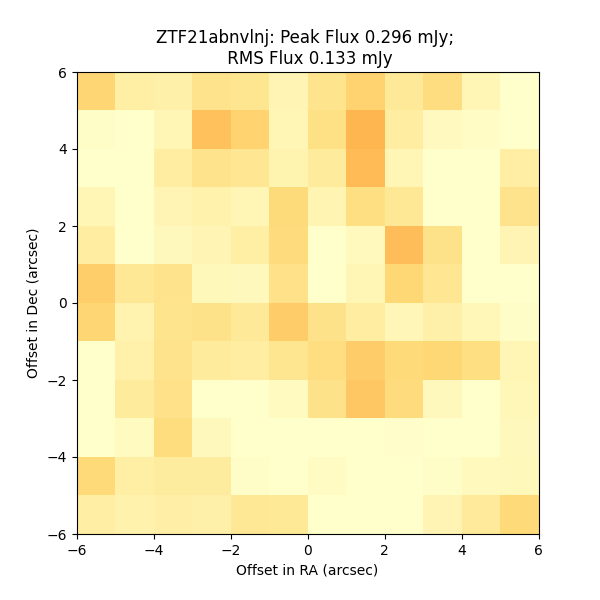 ZTF21abnvlnj: Peak Flux 0.296 mJy;
RMS Flux 0.133 mJy
6
4
2
0
−2
−4
−6
Offset in Dec (arcsec)
−6 −4 −2 0 2 4 6
Offset in RA (arcsec)